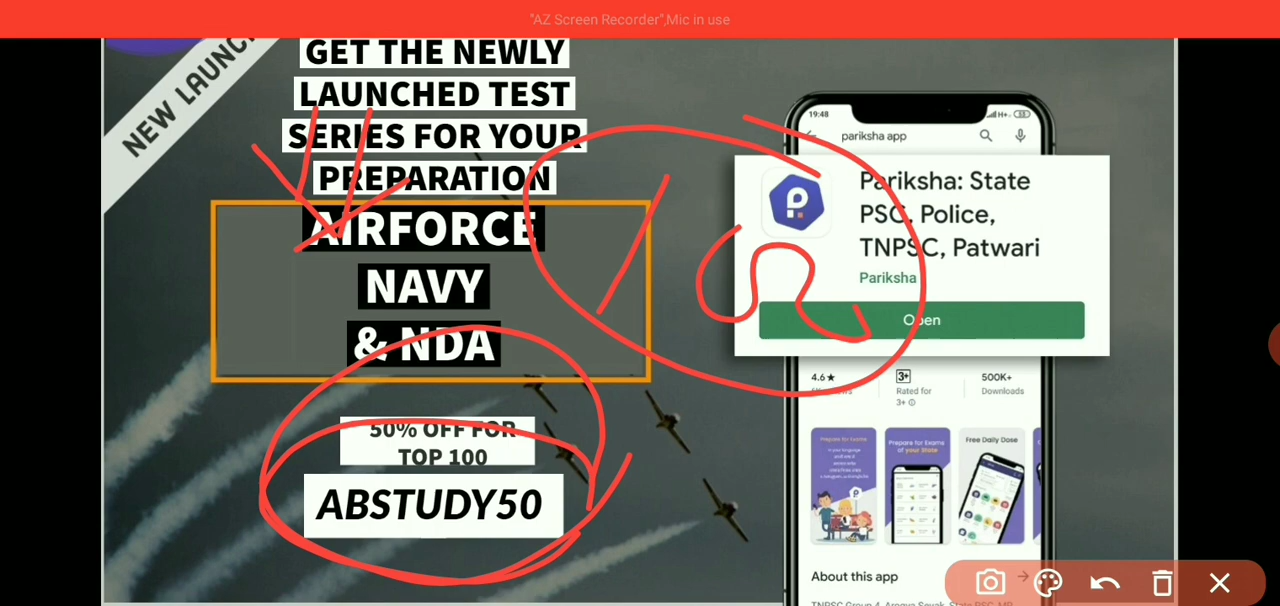 "AZ Screen Recorder",Mic in use
NEW LAUNCH
GET THE NEWLY
LAUNCHED TEST
SERIES FOR YOUR
PREPARATION
AIRFORCE
NAVY
& NDA
50% OFF FOR
TOP 100
ABSTUDY50
19:48
H+
pariksha app
Pariksha: State
PSC, Police,
TNPSC, Patwari
Pariksha
Open
4.6★
3+
500K+
Rated for
Downloads
3+
Prepare for Exams
Prepare for Exams
of your State
Free Daily Dose
About this app